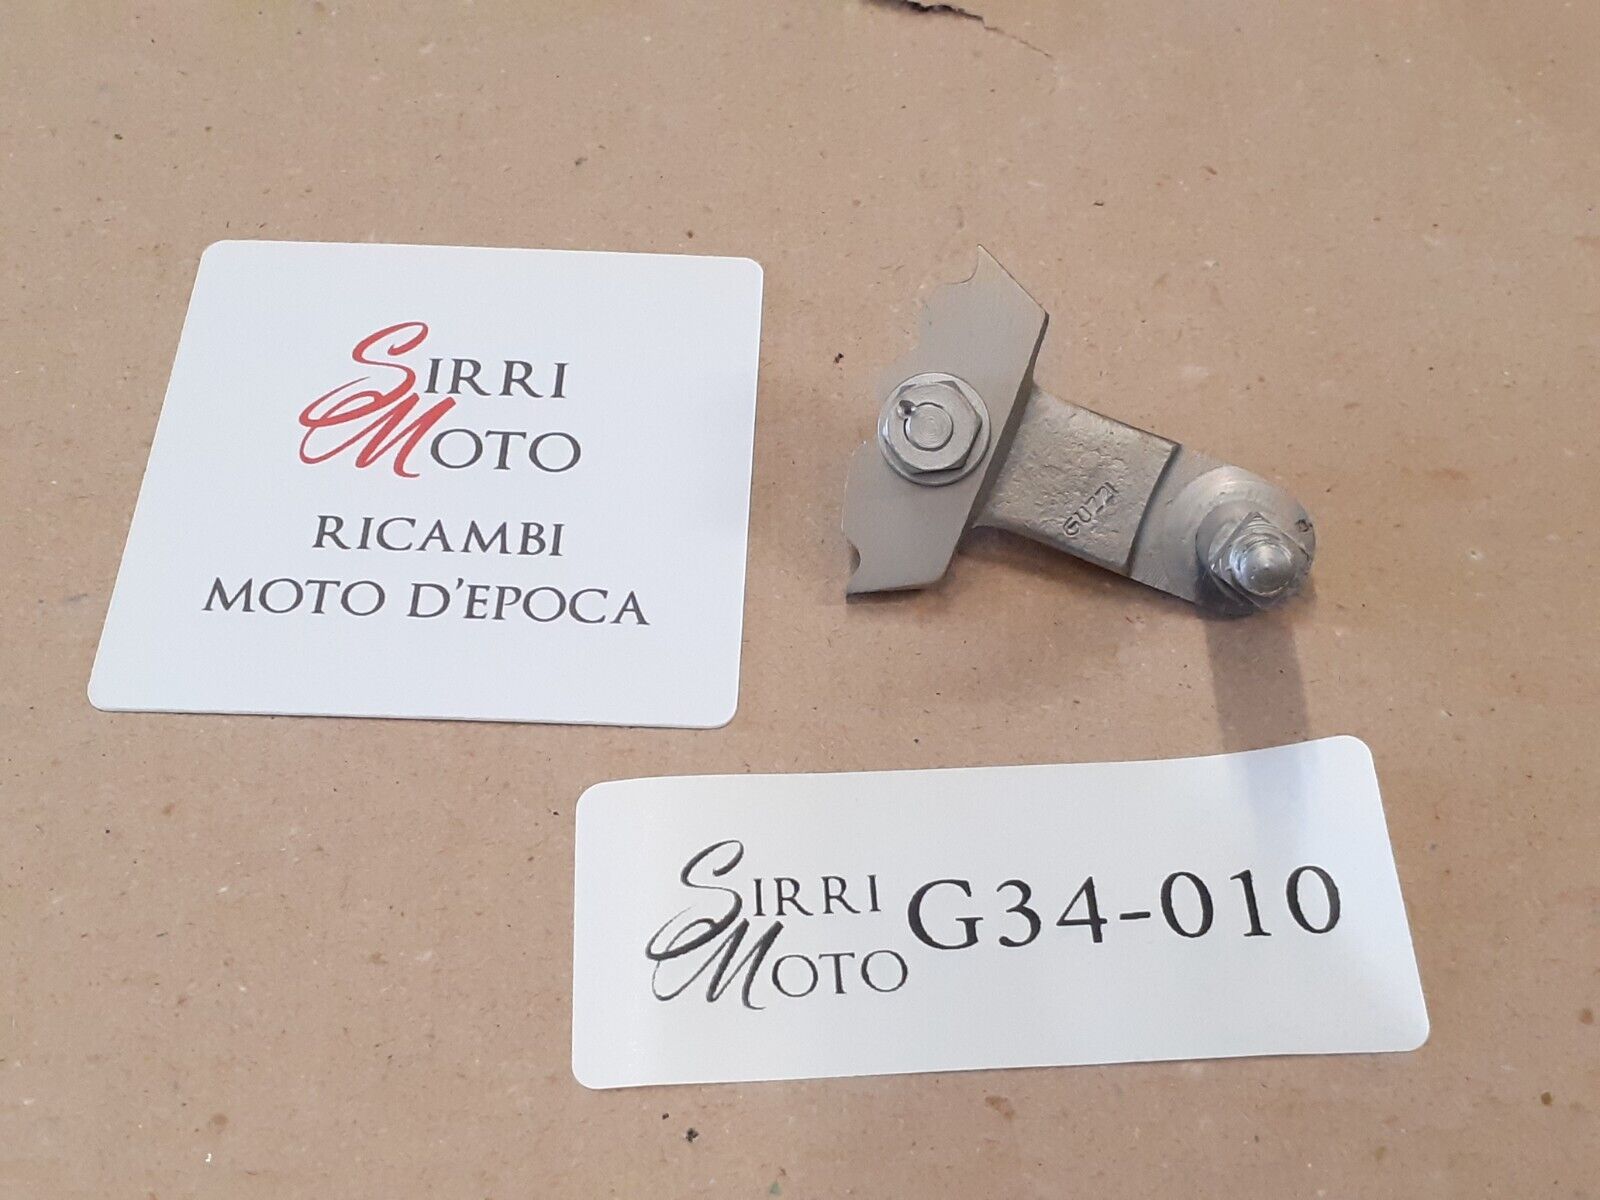 SIRRI
MOTO
RICAMBI
MOTO D'EPOCA
GUZZI
SIRRI
MOTO
G34-010